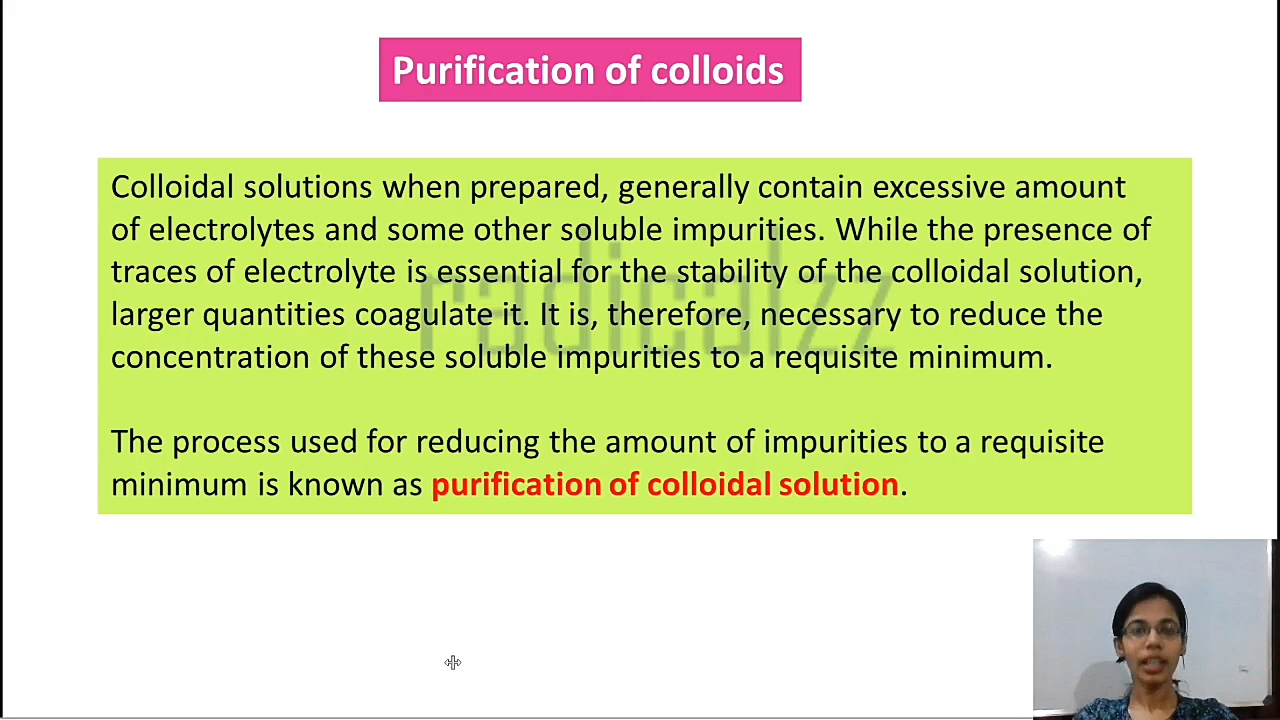 Purification of colloids
Colloidal solutions when prepared, generally contain excessive amount
of electrolytes and some other soluble impurities. While the presence of
traces of electrolyte is essential for the stability of the colloidal solution,
larger quantities coagulate it. It is, therefore, necessary to reduce the
concentration of these soluble impurities to a requisite minimum.
The process used for reducing the amount of impurities to a requisite
minimum is known as purification of colloidal solution.
radicalzz